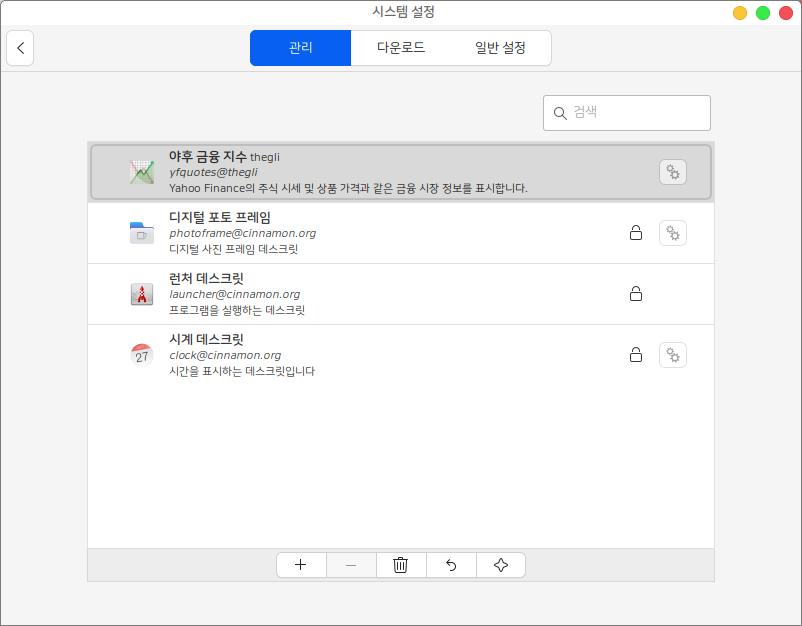 시스템 설정
관리
다운로드
일반 설정
검색
야후 금융 지수 thegli
yfquotes@thegli
Yahoo Finance의 주식 시세 및 상품 가격과 같은 금융 시장 정보를 표시합니다.
디지털 포토 프레임
photoframe@cinnamon.org
디지털 사진 프레임 데스크릿
런처 데스크릿
launcher@cinnamon.org
프로그램을 실행하는 데스크릿
시계 데스크릿
27
clock@cinnamon.org
시간을 표시하는 데스크릿입니다